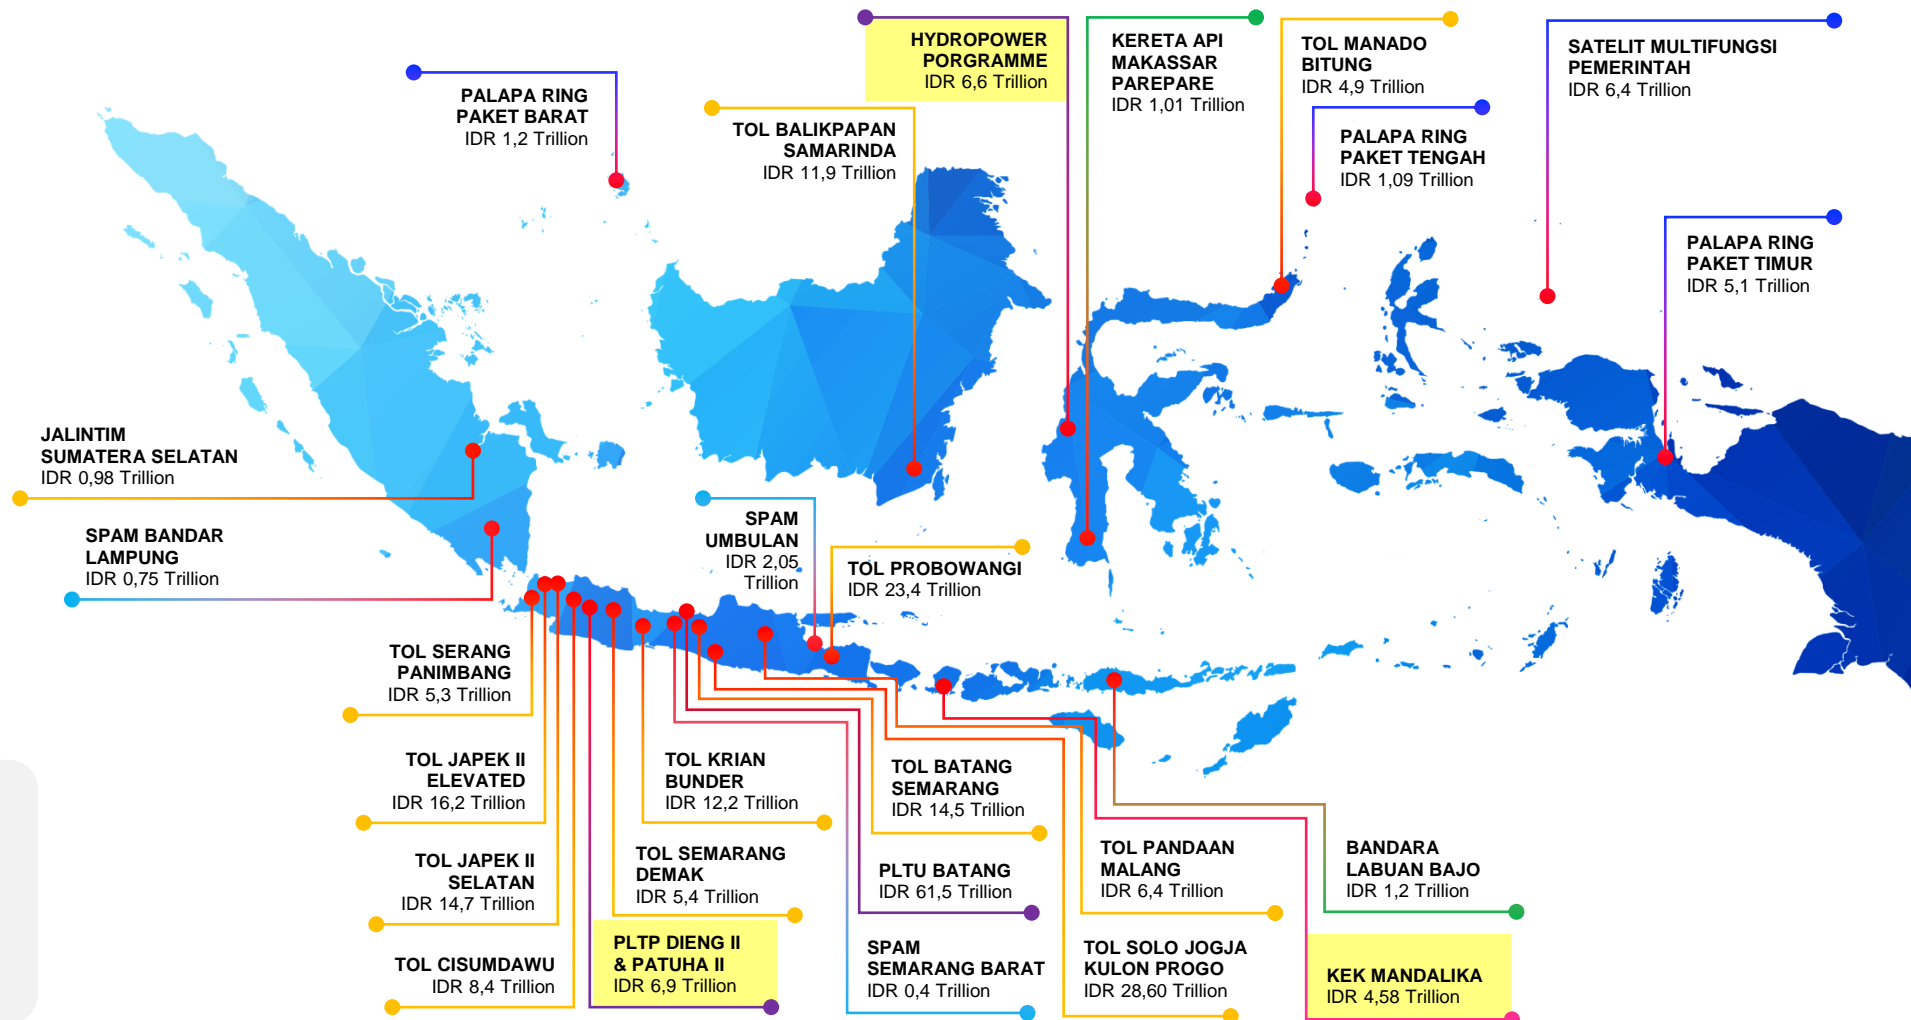 HYDROPOWER
PORGRAMME
IDR 6,6 Trillion
KERETA API
MAKASSAR
PAREPARE
IDR 1,01 Trillion
TOL MANADO
BITUNG
IDR 4,9 Trillion
SATELIT MULTIFUNGSI
PEMERINTAH
IDR 6,4 Trillion
PALAPA RING
PAKET BARAT
IDR 1,2 Trillion
TOL BALIKPAPAN
SAMARINDA
IDR 11,9 Trillion
PALAPA RING
PAKET TENGAH
IDR 1,09 Trillion
PALAPA RING
PAKET TIMUR
IDR 5,1 Trillion
JALINTIM
SUMATERA SELATAN
IDR 0,98 Trillion
SPAM BANDAR
LAMPUNG
IDR 0,75 Trillion
SPAM
UMBULAN
IDR 2,05
Trillion
TOL PROBOWANGI
IDR 23,4 Trillion
TOL SERANG
PANIMBANG
IDR 5,3 Trillion
TOL JAPEK II
ELEVATED
IDR 16,2 Trillion
TOL KRIAN
BUNDER
IDR 12,2 Trillion
TOL BATANG
SEMARANG
IDR 14,5 Trillion
TOL JAPEK II
SELATAN
IDR 14,7 Trillion
TOL SEMARANG
DEMAK
IDR 5,4 Trillion
PLTU BATANG
IDR 61,5 Trillion
TOL PANDAAN
MALANG
IDR 6,4 Trillion
BANDARA
LABUAN BAJO
IDR 1,2 Trillion
TOL CISUMDAWU
IDR 8,4 Trillion
PLTP DIENG II
& PATUHA II
IDR 6,9 Trillion
SPAM
SEMARANG BARAT
IDR 0,4 Trillion
TOL SOLO JOGJA
KULON PROGO
IDR 28,60 Trillion
KEK MANDALIKA
IDR 4,58 Trillion